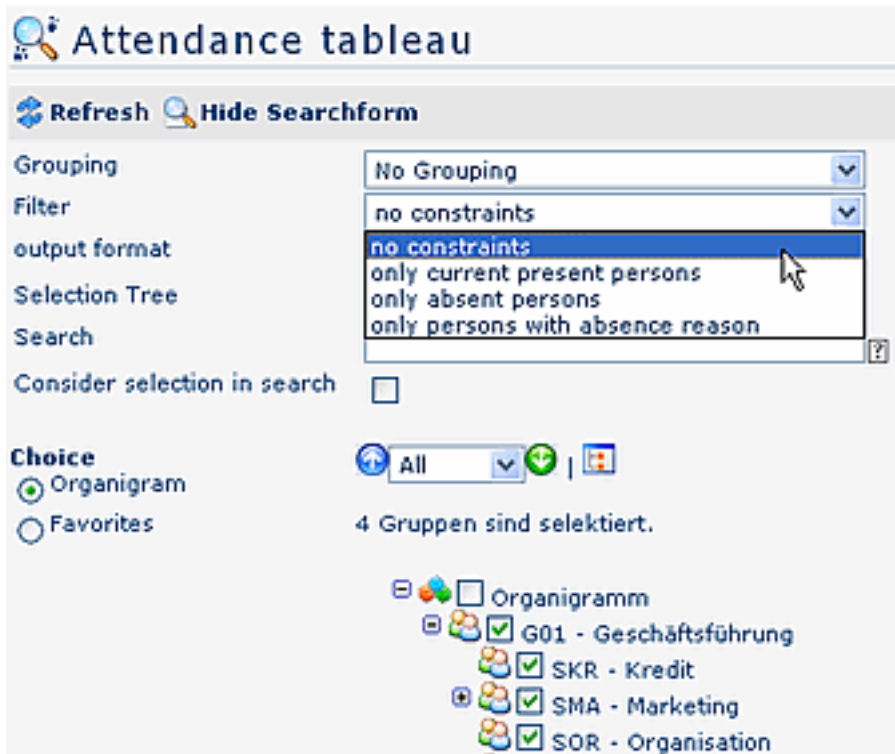 Attendance tableau
Refresh Hide Searchform
Grouping No Grouping
Filter no constraints
output format no constraints
only current present persons
Selection Tree only absent persons
Search only persons with absence reason
?
Consider selection in search
Choice All |
Organigram
Favorites 4 Gruppen sind selektiert.
Organigramm
G01 - Geschäftsführung
SKR - Kredit
SMA - Marketing
SOR - Organisation